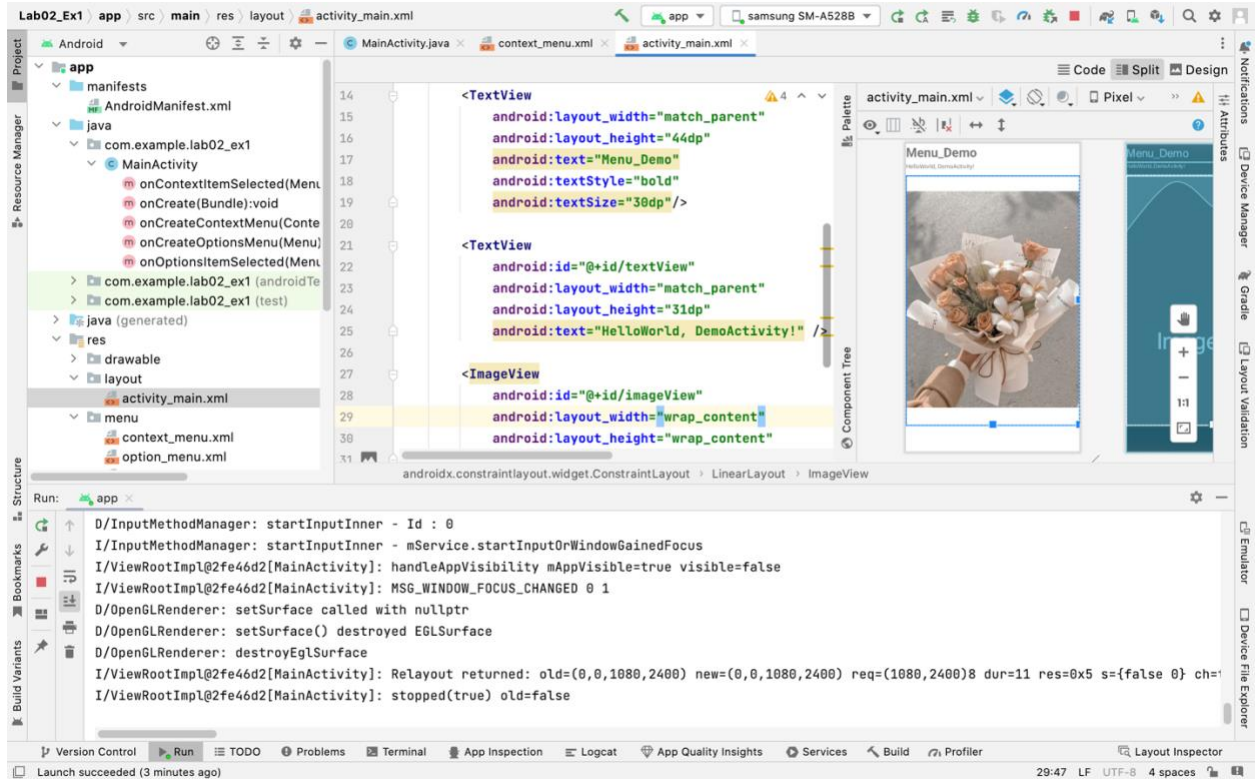 Lab02_Ex1 app src main res layout activity_main.xml app samsung SM-A528B
Project
Resource Manager
Structure
Bookmarks
Build Variants
Android
app
manifests
AndroidManifest.xml
java
com.example.lab02_ex1
MainActivity
onContextItemSelected(Menu
onCreate(Bundle):void
onCreateContextMenu(Conte
onCreateOptionsMenu(Menu)
onOptionsItemSelected(Menu
com.example.lab02_ex1 (androidTe
com.example.lab02_ex1 (test)
java (generated)
res
drawable
layout
activity_main.xml
menu
context_menu.xml
option_menu.xml
MainActivity.java context_menu.xml activity_main.xml
Code Split Design
4
14 <TextView
15 android:layout_width="match_parent"
16 android:layout_height="44dp"
17 android:text="Menu_Demo"
18 android:textStyle="bold"
19 android:textSize="30dp"/>
20
21 <TextView
22 android:id="@+id/textView"
23 android:layout_width="match_parent"
24 android:layout_height="31dp"
25 android:text="HelloWorld, DemoActivity!" />
26
27 <ImageView
28 android:id="@+id/imageView"
29 android:layout_width="wrap_content"
30 android:layout_height="wrap_content"
31
androidx.constraintlayout.widget.ConstraintLayout LinearLayout ImageView
Palette
Component Tree
activity_main.xml Pixel
Menu_Demo
HelloWorld, DemoActivity!
Menu_Demo
HelloWorld, DemoActivity!
1:1
Attributes
Notifications
Device Manager
Gradle
Layout Validation
Emulator
Device File Explorer
Run: app
D/InputMethodManager: startInputInner - Id : 0
I/InputMethodManager: startInputInner - mService.startInputOrWindowGainedFocus
I/ViewRootImpl@2fe46d2[MainActivity]: handleAppVisibility mAppVisible=true visible=false
I/ViewRootImpl@2fe46d2[MainActivity]: MSG_WINDOW_FOCUS_CHANGED 0 1
D/OpenGLRenderer: setSurface called with nullptr
D/OpenGLRenderer: setSurface() destroyed EGLSurface
D/OpenGLRenderer: destroyEglSurface
I/ViewRootImpl@2fe46d2[MainActivity]: Relayout returned: old=(0,0,1080,2400) new=(0,0,1080,2400) req=(1080,2400)8 dur=11 res=0x5 s={false 0} ch=
I/ViewRootImpl@2fe46d2[MainActivity]: stopped(true) old=false
Version Control Run TODO Problems Terminal App Inspection Logcat App Quality Insights Services Build Profiler Layout Inspector
Launch succeeded (3 minutes ago) 29:47 LF UTF-8 4 spaces